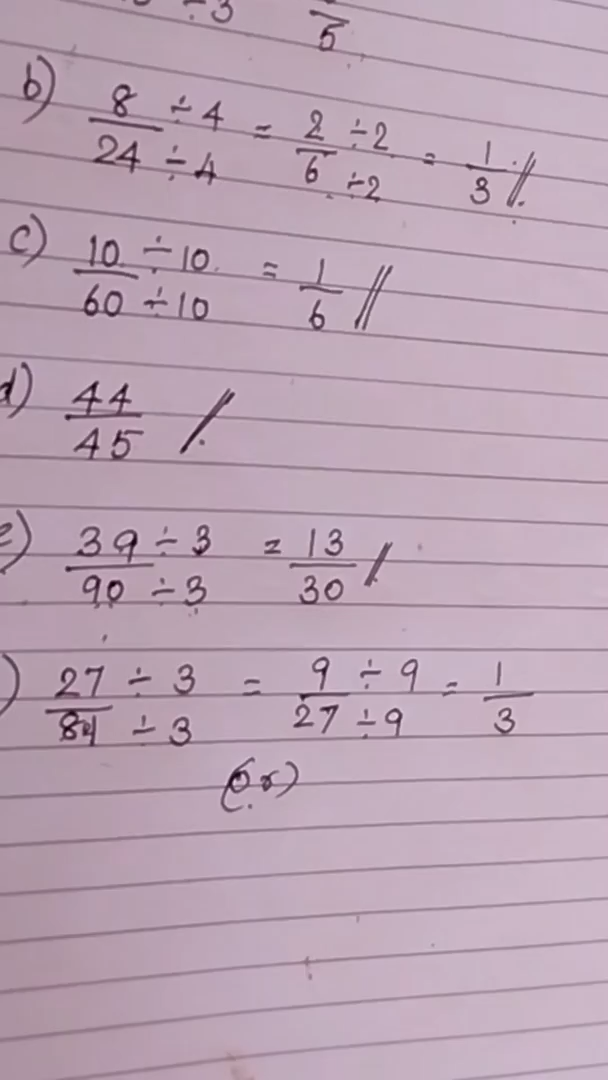 ÷3 5
b) 8 ÷ 4 = 2 ÷ 2 = 1
24 ÷ 4 6 ÷ 2 3 //.
c) 10 ÷ 10 = 1
60 ÷ 10 6 //
d) 44
45 /.
e) 39 ÷ 3 = 13
90 ÷ 3 30 //
) 27 ÷ 3 = 9 ÷ 9 = 1
81 ÷ 3 27 ÷ 9 3
(or)